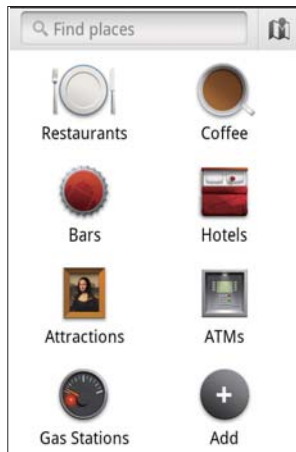 Find places
Restaurants Coffee
Bars Hotels
Attractions ATMs
Gas Stations Add